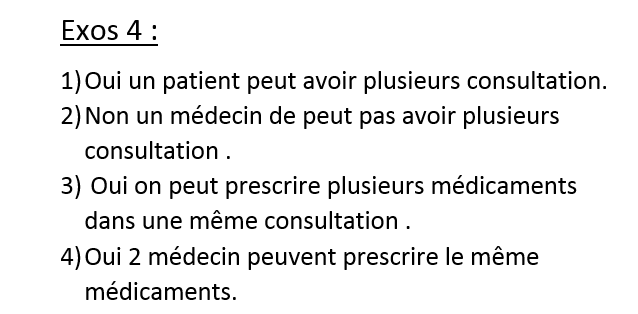 Exos 4 :
1) Oui un patient peut avoir plusieurs consultation.
2) Non un médecin de peut pas avoir plusieurs
consultation .
3) Oui on peut prescrire plusieurs médicaments
dans une même consultation .
4) Oui 2 médecin peuvent prescrire le même
médicaments.